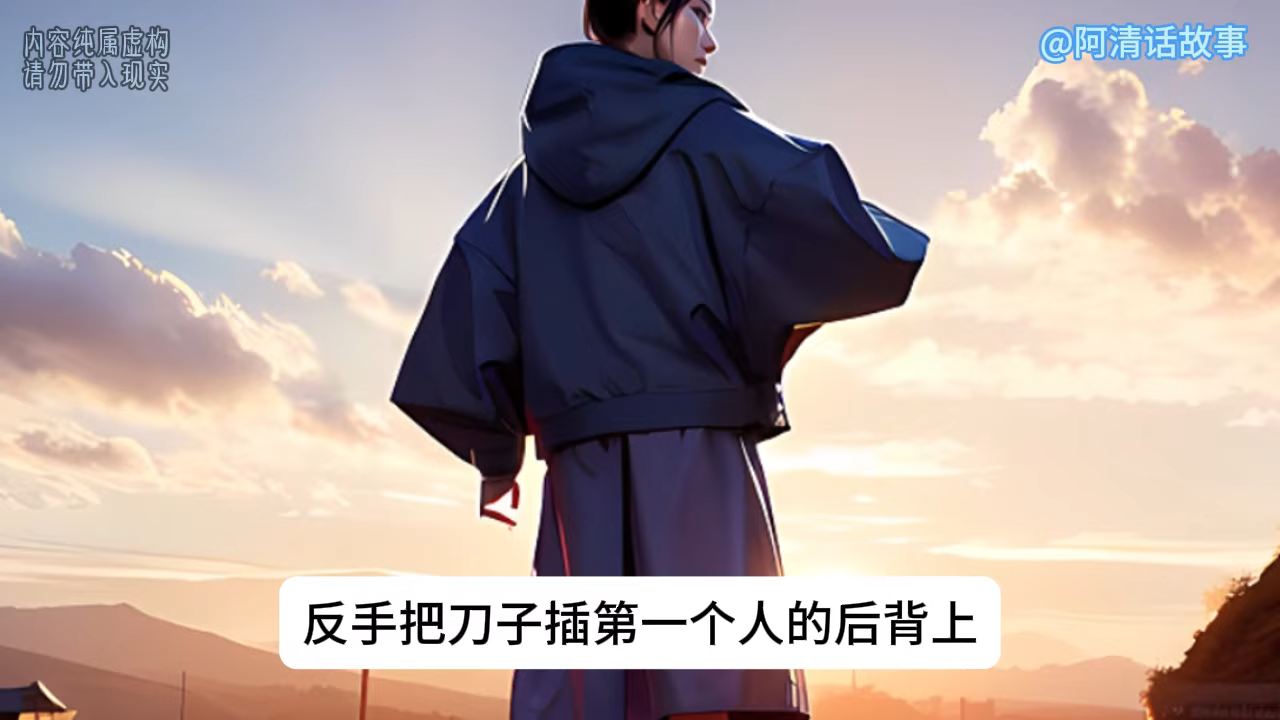 内容纯属虚构
请勿带入现实
@阿清话故事
反手把刀子插第一个人的后背上